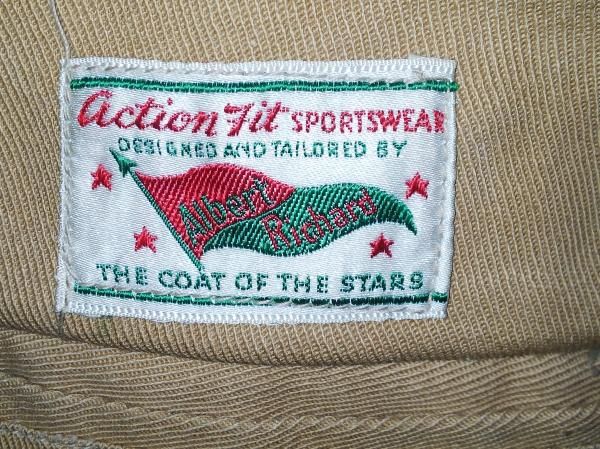 Action Fit SPORTSWEAR
DESIGNED AND TAILORED BY
Albert
Richard
THE COAT OF THE STARS